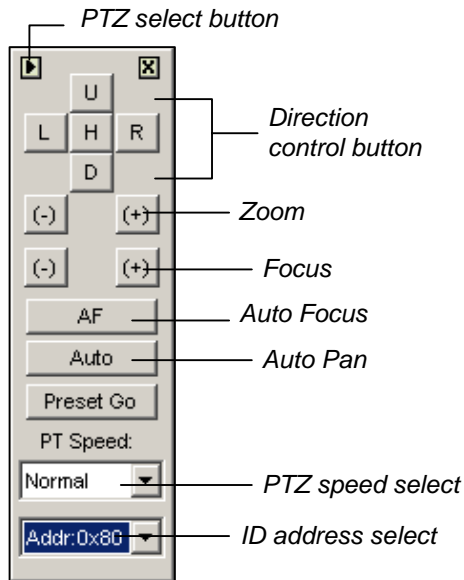 PTZ select button
U
L H R
D
Direction
control button
(-) (+) Zoom
(-) (+) Focus
AF Auto Focus
Auto Auto Pan
Preset Go
PT Speed:
Normal PTZ speed select
Addr:0x80 ID address select